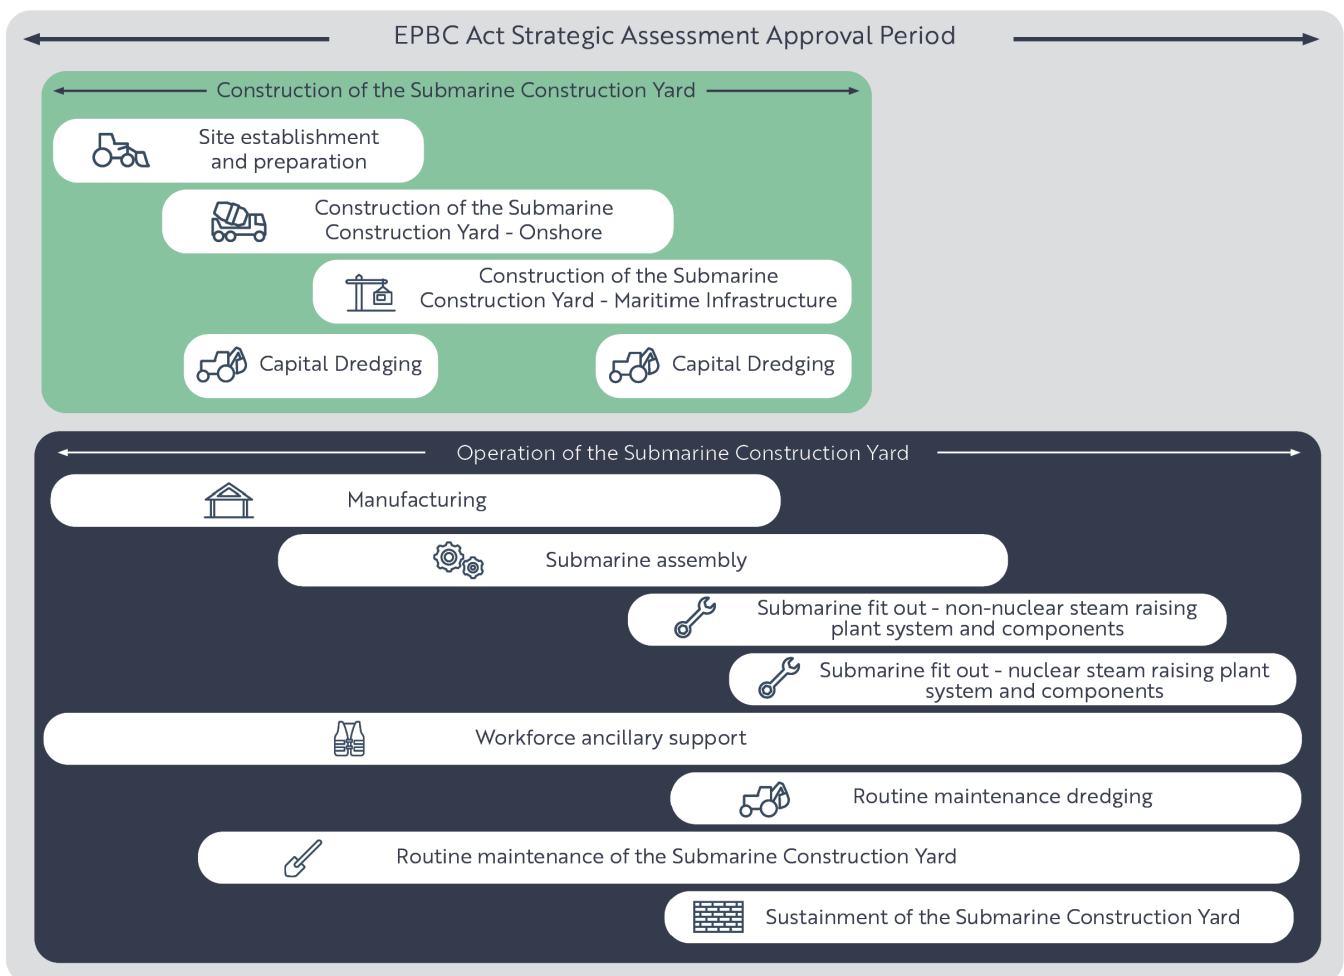 EPBC Act Strategic Assessment Approval Period
Construction of the Submarine Construction Yard
Site establishment
and preparation
Construction of the Submarine
Construction Yard - Onshore
Construction of the Submarine
Construction Yard - Maritime Infrastructure
Capital Dredging
Capital Dredging
Operation of the Submarine Construction Yard
Manufacturing
Submarine assembly
Submarine fit out - non-nuclear steam raising
plant system and components
Submarine fit out - nuclear steam raising plant
system and components
Workforce ancillary support
Routine maintenance dredging
Routine maintenance of the Submarine Construction Yard
Sustainment of the Submarine Construction Yard